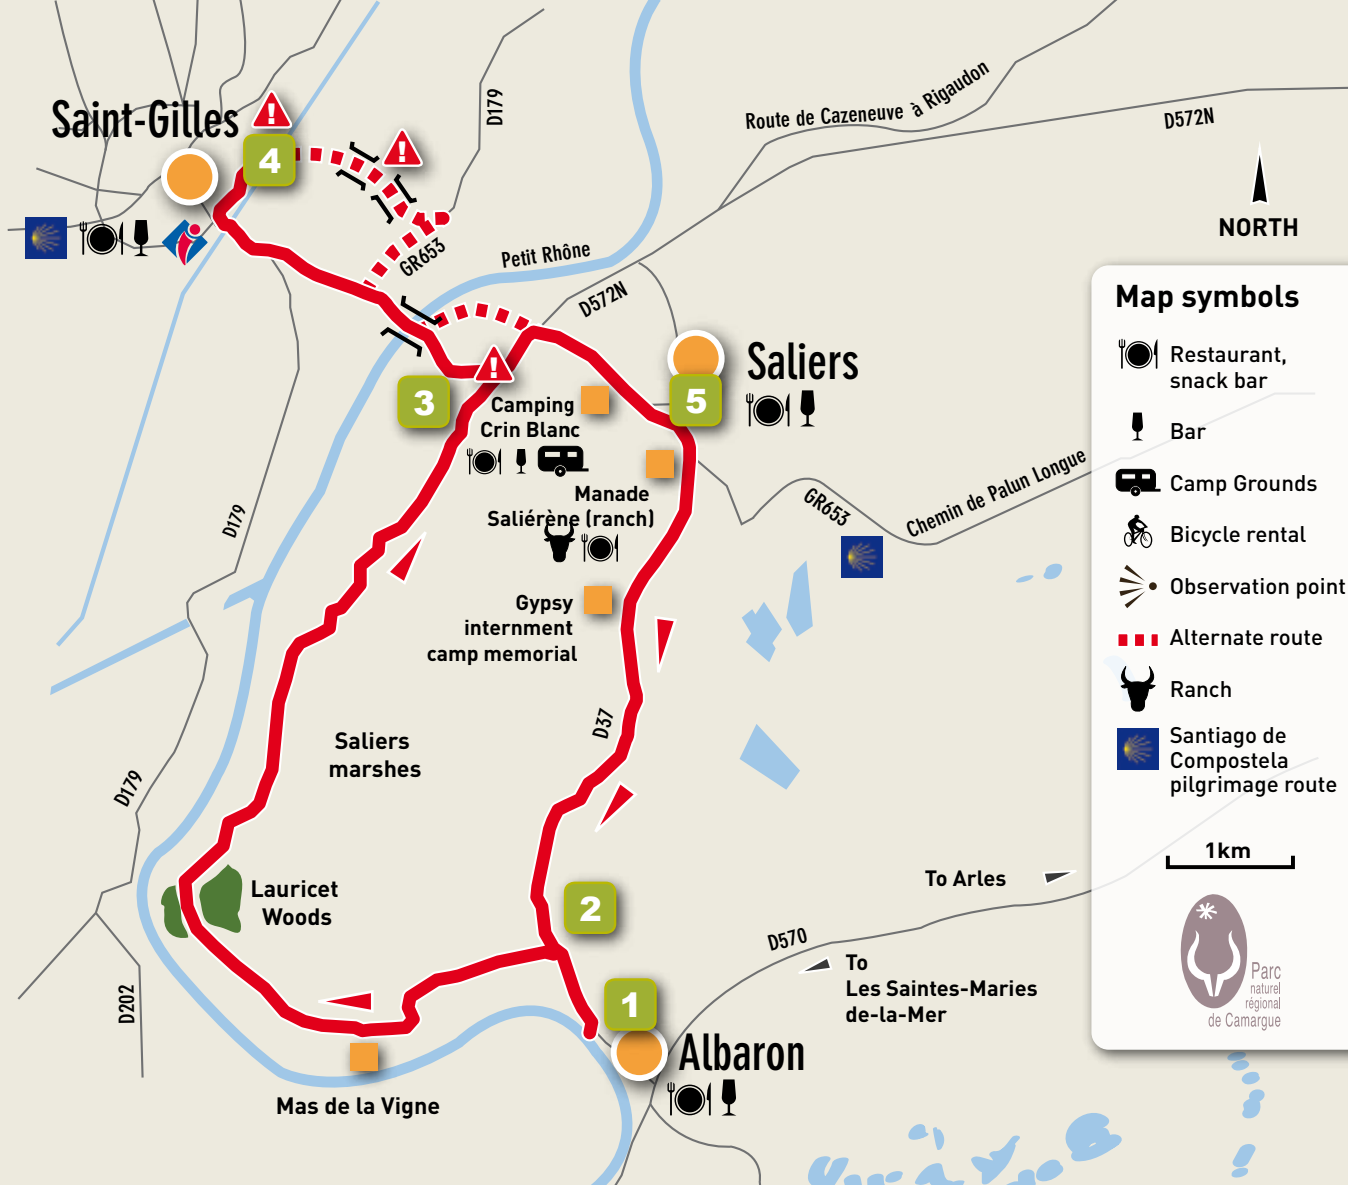 Saint-Gilles
4
D179
Route de Cazeneuve à Rigaudon
D572N
NORTH
GR653
Petit Rhône
D572N
Saliers
5
3
Camping
Crin Blanc
Manade
Saliérène (ranch)
GR653
Chemin de Palun Longue
D179
Gypsy
internment
camp memorial
D37
Saliers
marshes
D179
Lauricet
Woods
2
To Arles
D570
To
Les Saintes-Maries
de-la-Mer
D202
1
Albaron
Mas de la Vigne
Map symbols
Restaurant,
snack bar
Bar
Camp Grounds
Bicycle rental
Observation point
Alternate route
Ranch
Santiago de
Compostela
pilgrimage route
1km
Parc
naturel
régional
de Camargue